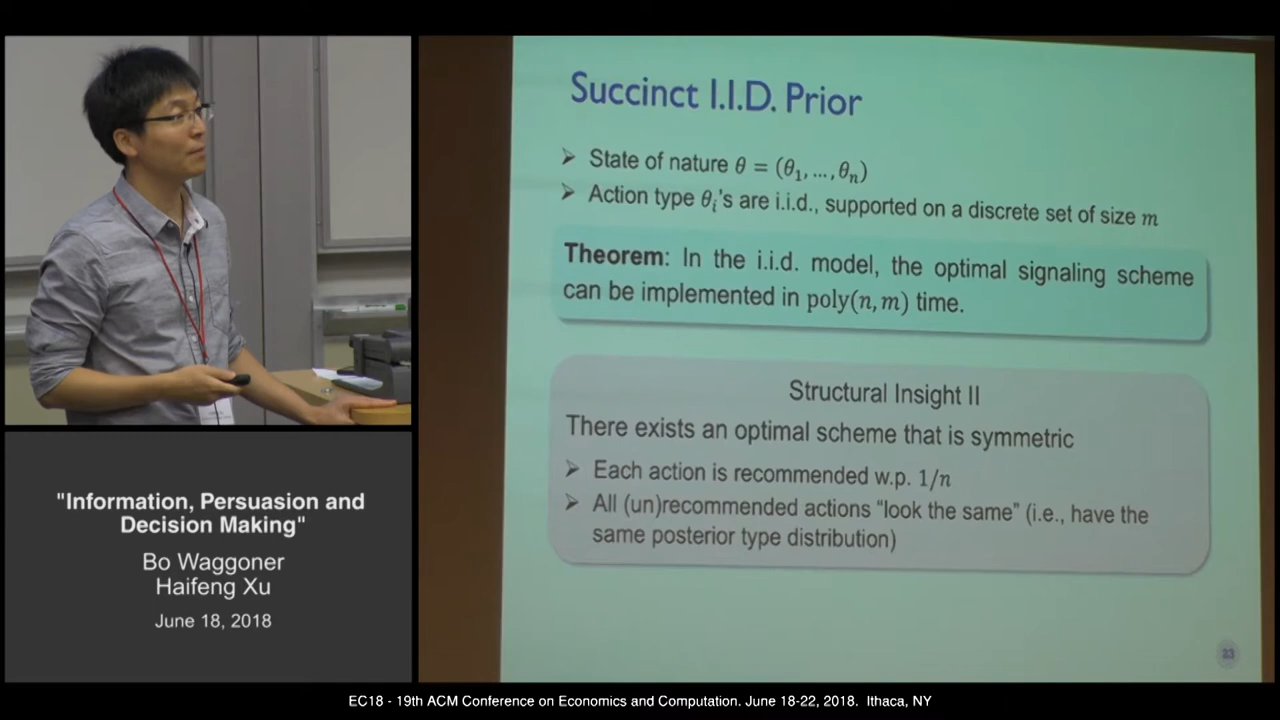 Succinct I.I.D. Prior
➢ State of nature θ = (θ₁, …, θₙ)
➢ Action type θᵢ's are i.i.d., supported on a discrete set of size m
Theorem: In the i.i.d. model, the optimal signaling scheme
can be implemented in poly(n, m) time.
Structural Insight II
There exists an optimal scheme that is symmetric
➢ Each action is recommended w.p. 1/n
➢ All (un)recommended actions “look the same” (i.e., have the
same posterior type distribution)
23
"Information, Persuasion and
Decision Making"
Bo Waggoner
Haifeng Xu
June 18, 2018
EC18 - 19th ACM Conference on Economics and Computation. June 18-22, 2018. Ithaca, NY